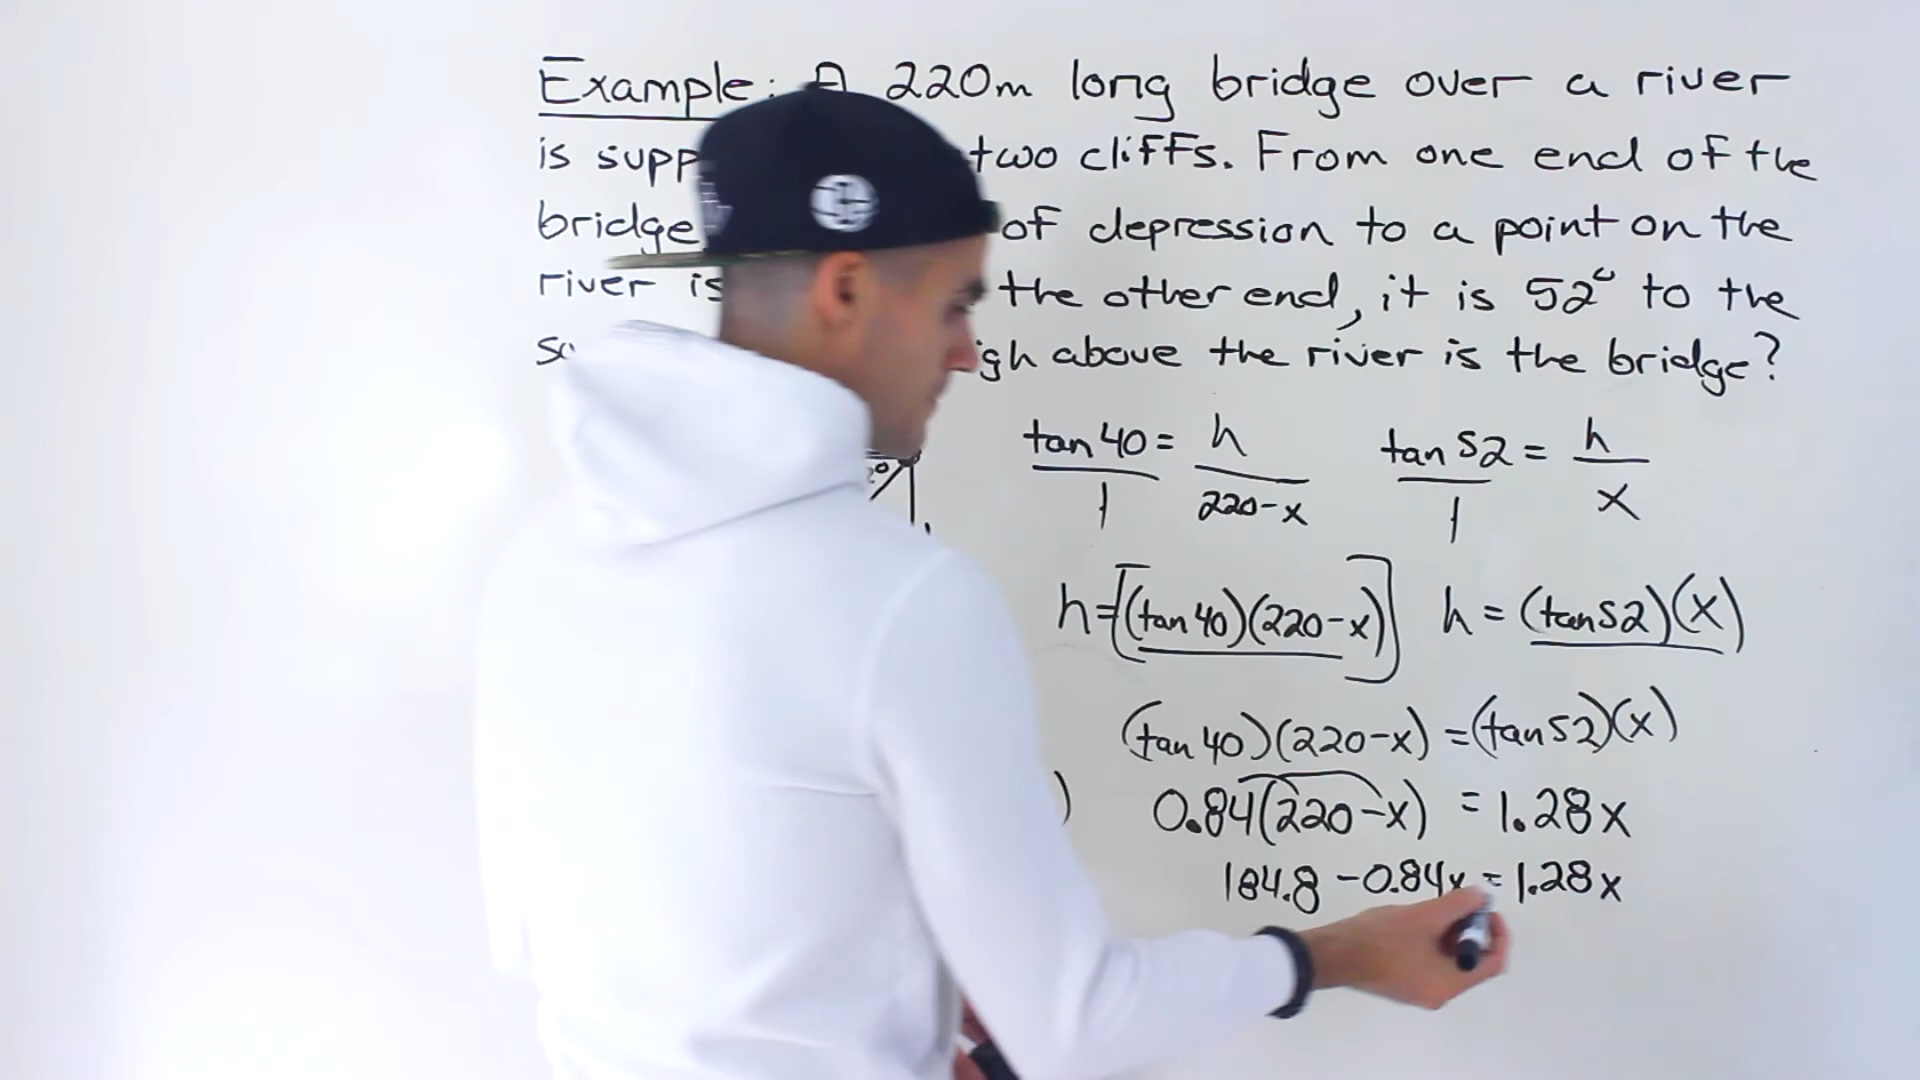 Example: A 220m long bridge over a river
is supp two cliffs. From one end of the
bridge of depression to a point on the
river is the other end, it is 52° to the
igh above the river is the bridge?
tan 40 = h tan 52 = h
1 220-x 1 x
h=[(tan 40)(220-x)] h = (tan52)(x)
(tan 40)(220-x) = (tan 52)(x)
) 0.84(220-x) = 1.28x
184.8 -0.84x = 1.28x